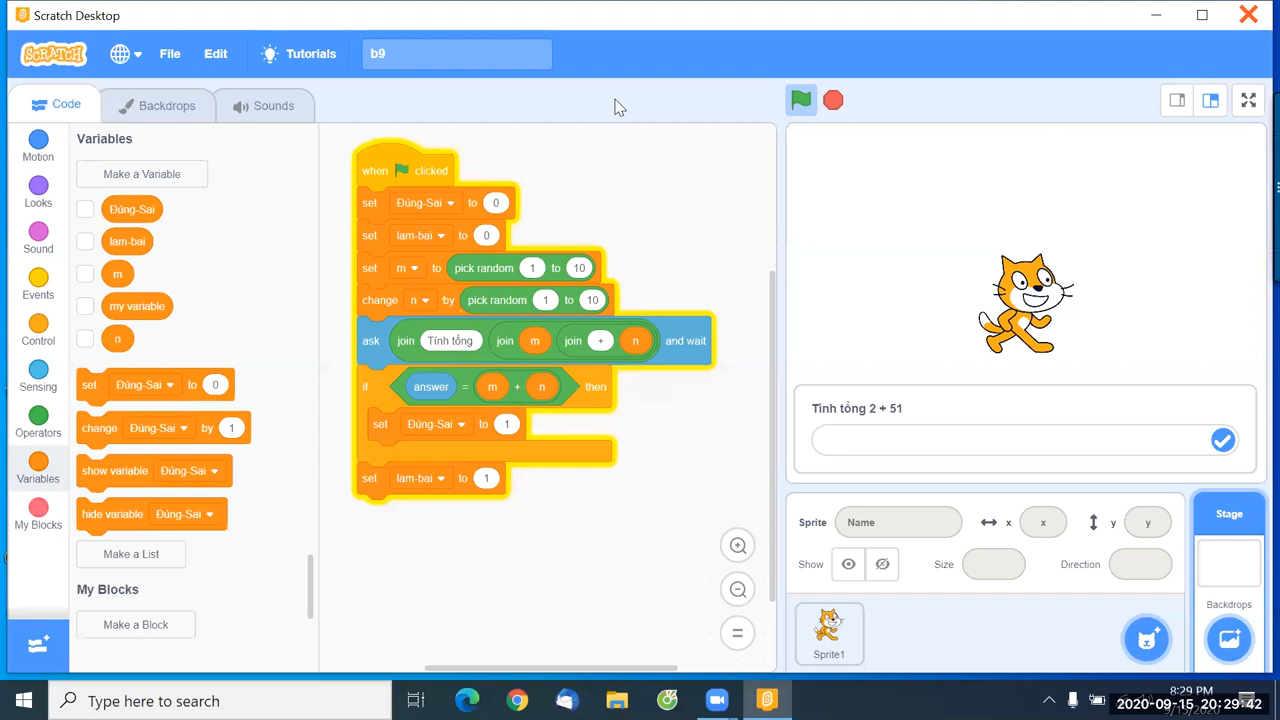 Scratch Desktop
SCRATCH
File
Edit
Tutorials
b9
Code
Backdrops
Sounds
Motion
Looks
Sound
Events
Control
Sensing
Operators
Variables
My Blocks
Variables
Make a Variable
Đúng-Sai
lam-bai
m
my variable
n
set Đúng-Sai to 0
change Đúng-Sai by 1
show variable Đúng-Sai
hide variable Đúng-Sai
Make a List
My Blocks
Make a Block
when clicked
set Đúng-Sai to 0
set lam-bai to 0
set m to pick random 1 to 10
change n by pick random 1 to 10
ask join Tính tổng join m join + n and wait
if answer = m + n then
set Đúng-Sai to 1
set lam-bai to 1
Tính tổng 2 + 51
Sprite Name x x y y
Show Size Direction
Sprite1
Stage
Backdrops
Type here to search
8:29 PM
2020-09-15 20:29:42